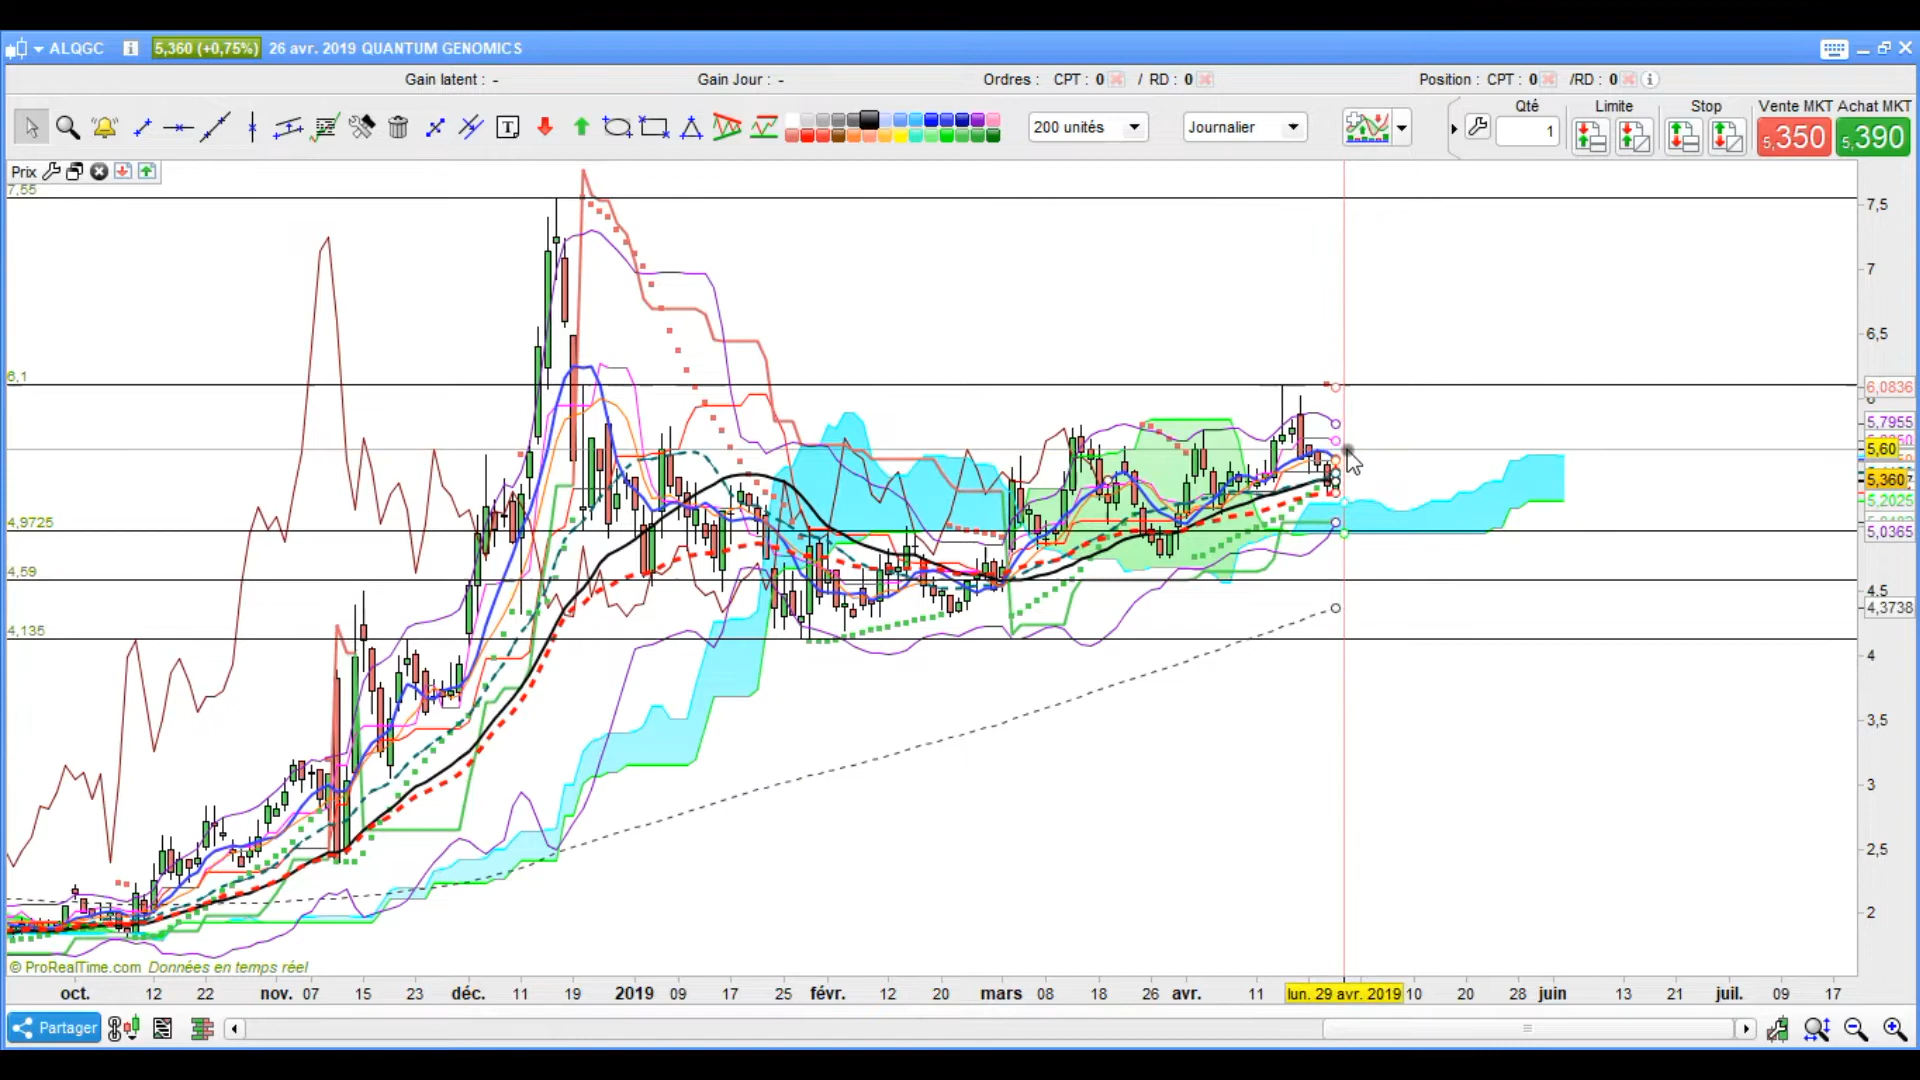 ALQGC 5,360 (+0,75%) 26 avr. 2019 QUANTUM GENOMICS
Gain latent : - Gain Jour : - Ordres : CPT : 0 / RD : 0 Position : CPT : 0 /RD : 0
Qté Limite Stop Vente MKT Achat MKT
200 unités Journalier 1 5,350 5,390
Prix
7,55
7,5
7
6,5
6,1
6,0836
6
5,7955
5,60
5,360
5,2025
4,9725
5,0365
4,59
4,5
4,3738
4,135
4
3,5
3
2,5
2
© ProRealTime.com Données en temps réel
oct. 12 22 nov. 07 15 23 déc. 11 19 2019 09 17 25 févr. 12 20 mars 08 18 26 avr. 11 lun. 29 avr. 2019 10 20 28 juin 13 21 juil. 09 17
Partager